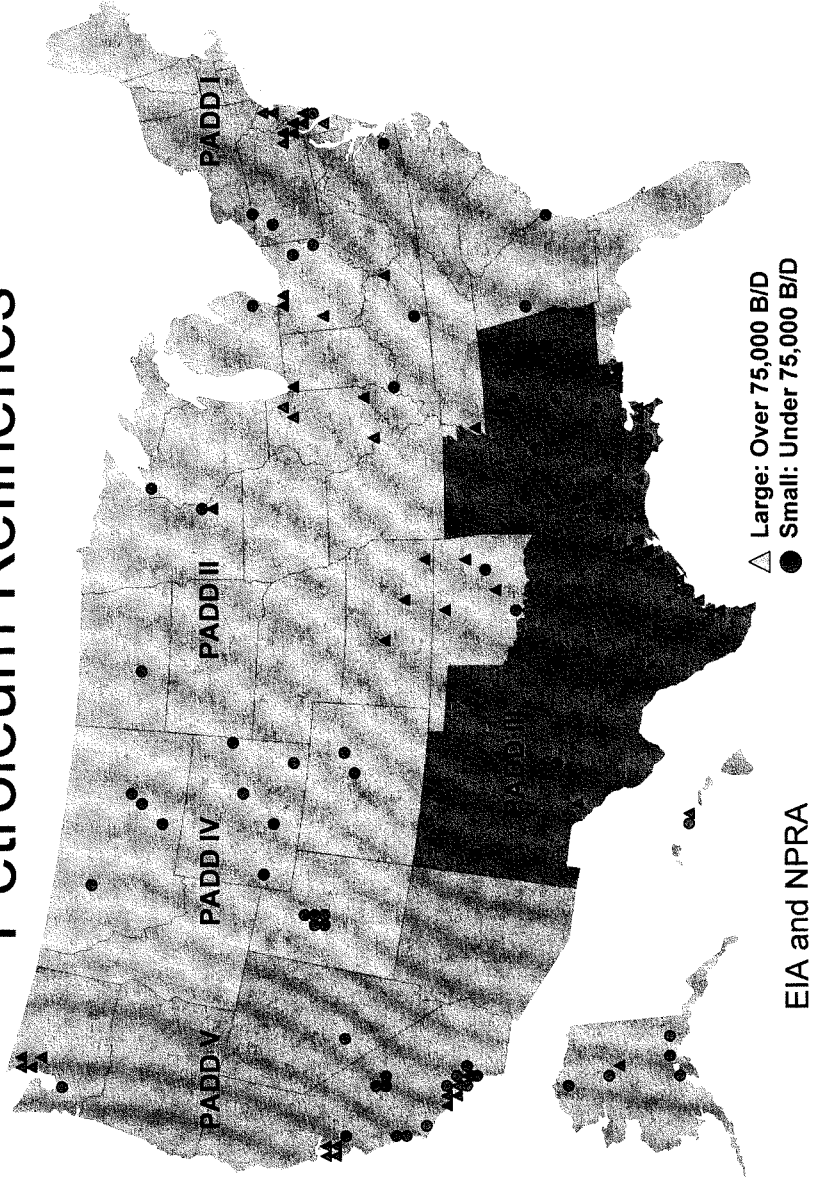 Petroleum Refineries
PADD V
PADD IV
PADD II
PADD I
PADD III
Large: Over 75,000 B/D
Small: Under 75,000 B/D
EIA and NPRA